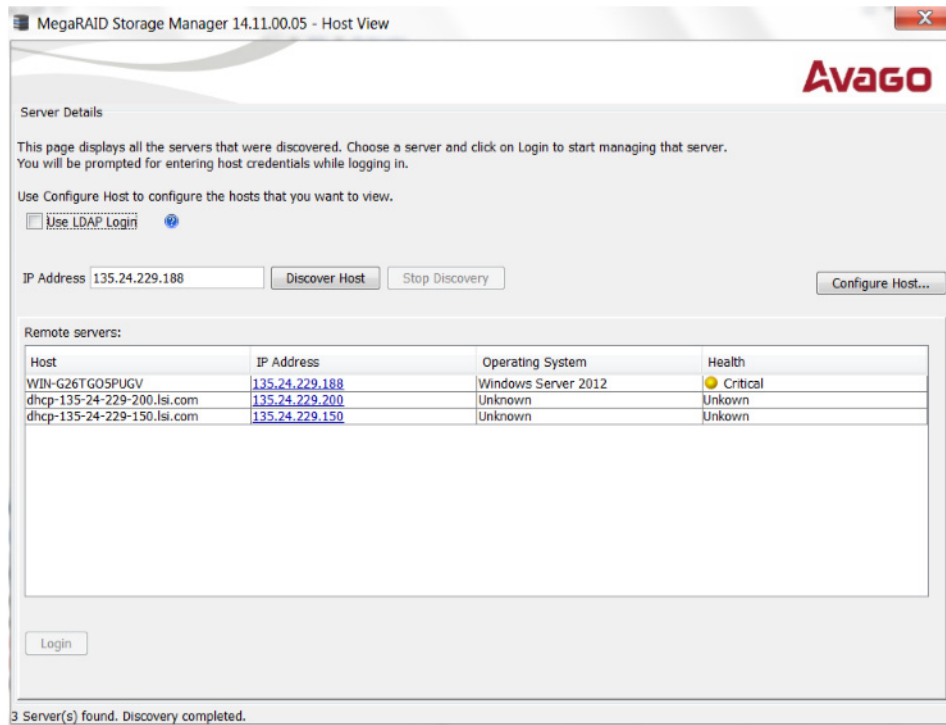 MegaRAID Storage Manager 14.11.00.05 - Host View
AVAGO
Server Details
This page displays all the servers that were discovered. Choose a server and click on Login to start managing that server.
You will be prompted for entering host credentials while logging in.
Use Configure Host to configure the hosts that you want to view.
Use LDAP Login ?
IP Address 135.24.229.188 Discover Host Stop Discovery Configure Host...
Remote servers:
Host IP Address Operating System Health
WIN-G26TGO5PUGV 135.24.229.188 Windows Server 2012 Critical
dhcp-135-24-229-200.lsi.com 135.24.229.200 Unknown Unkown
dhcp-135-24-229-150.lsi.com 135.24.229.150 Unknown Unkown
Login
3 Server(s) found. Discovery completed.